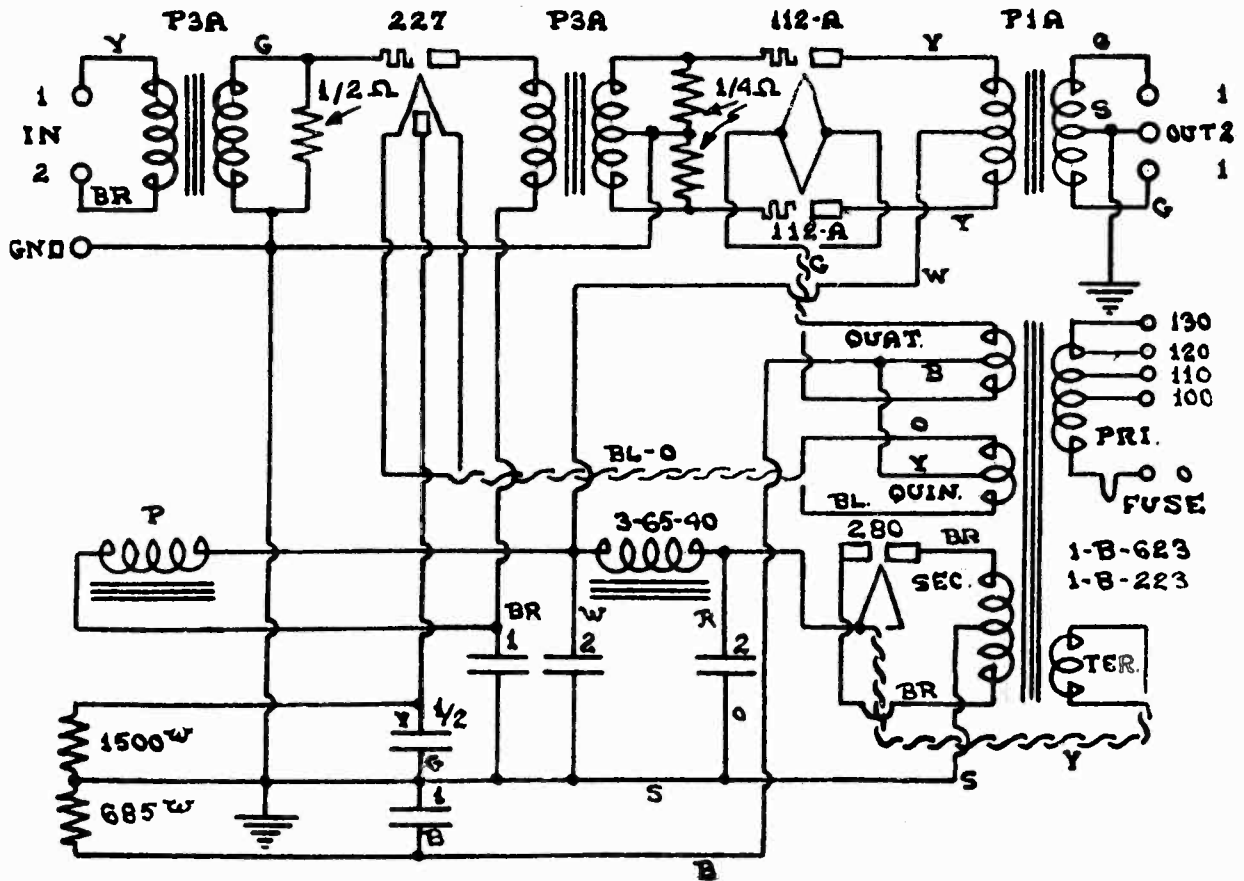 P3A 227 P3A 112-A P1A
Y G Y G
1/2 Ω 1/4 Ω
1 S 1
IN OUT 2
2 1
BR G
112-A Y
GND
G W
130
QUAT. 120
B 110
100
O PRI.
BL-O Y O
BL. QUIN. FUSE
P 3-65-40 280 BR
1-B-623
SEC. 1-B-223
BR W R
1 2 2 TER.
BR
Y 1/2 O
1500 ω G Y
S S
685 ω 1
B
B